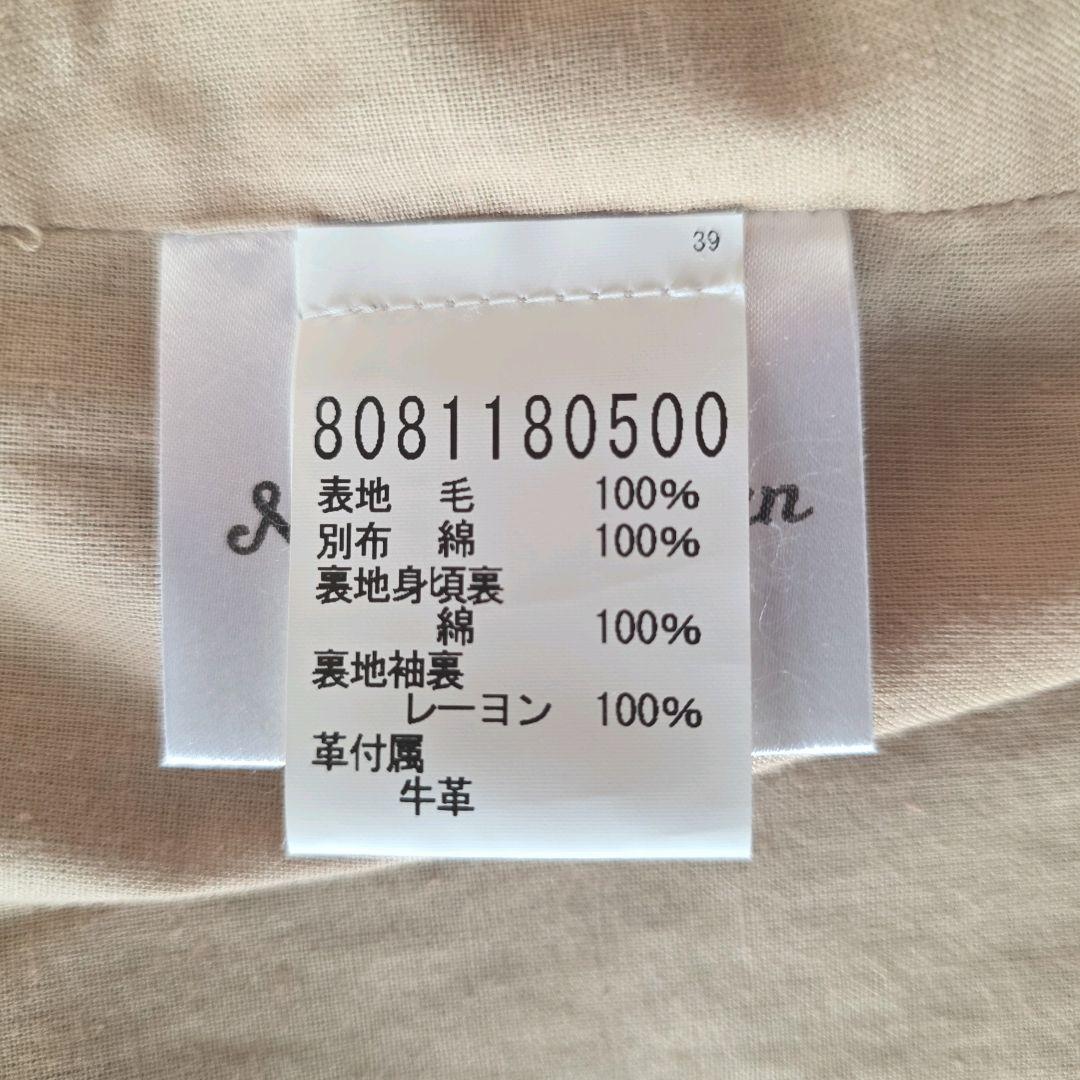 39
8081180500
表地 毛 100%
別布 綿 100%
裏地身頃裏
綿 100%
裏地袖裏
レーヨン 100%
革付属
牛革